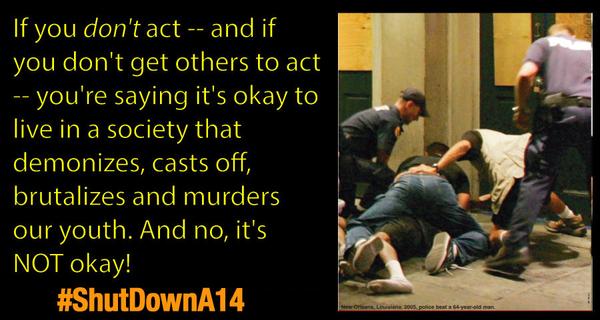 If you don't act -- and if
you don't get others to act
-- you're saying it's okay to
live in a society that
demonizes, casts off,
brutalizes and murders
our youth. And no, it's
NOT okay!
#ShutDownA14
New Orleans, Louisiana, 2005, police beat a 64-year-old man.